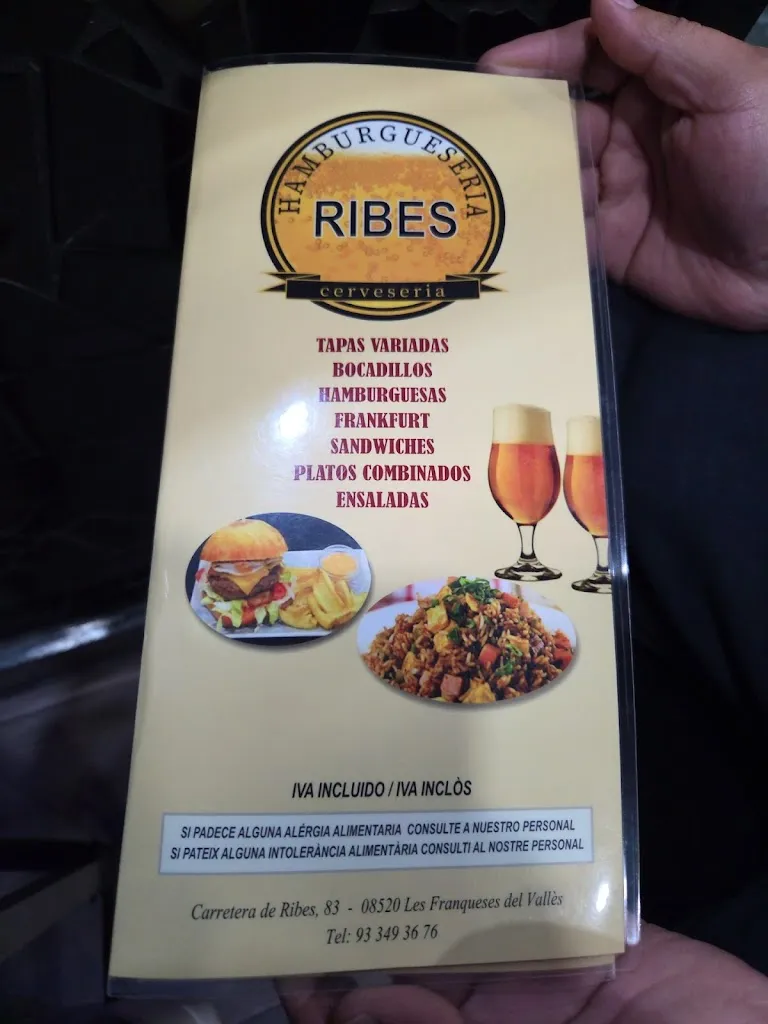 HAMBURGUESERIA
RIBES
cerveseria
TAPAS VARIADAS
BOCADILLOS
HAMBURGUESAS
FRANKFURT
SANDWICHES
PLATOS COMBINADOS
ENSALADAS
IVA INCLUIDO / IVA INCLÒS
SI PADECE ALGUNA ALÉRGIA ALIMENTARIA CONSULTE A NUESTRO PERSONAL
SI PATEIX ALGUNA INTOLERÀNCIA ALIMENTÀRIA CONSULTI AL NOSTRE PERSONAL
Carretera de Ribes, 83 - 08520 Les Franqueses del Vallès
Tel: 93 349 36 76